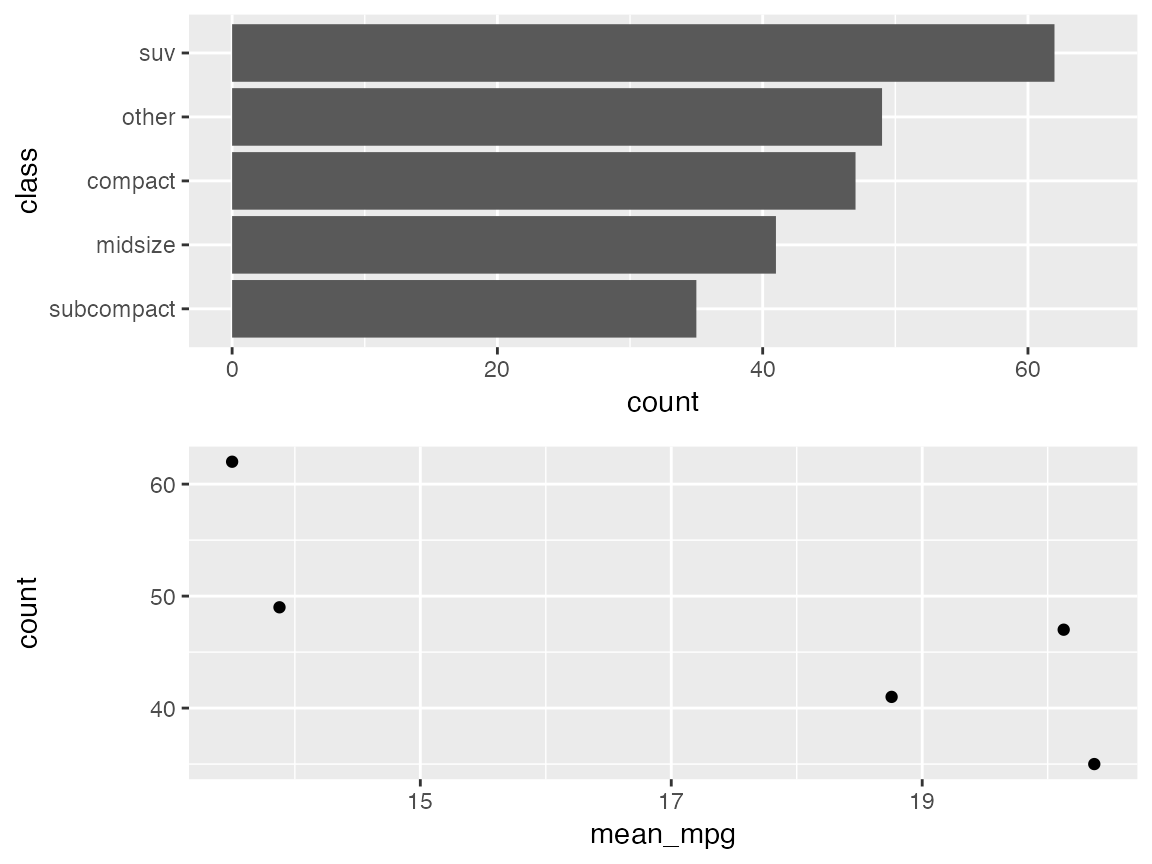 class
suv
other
compact
midsize
subcompact
0 20 40 60
count
count
60
50
40
15 17 19
mean_mpg